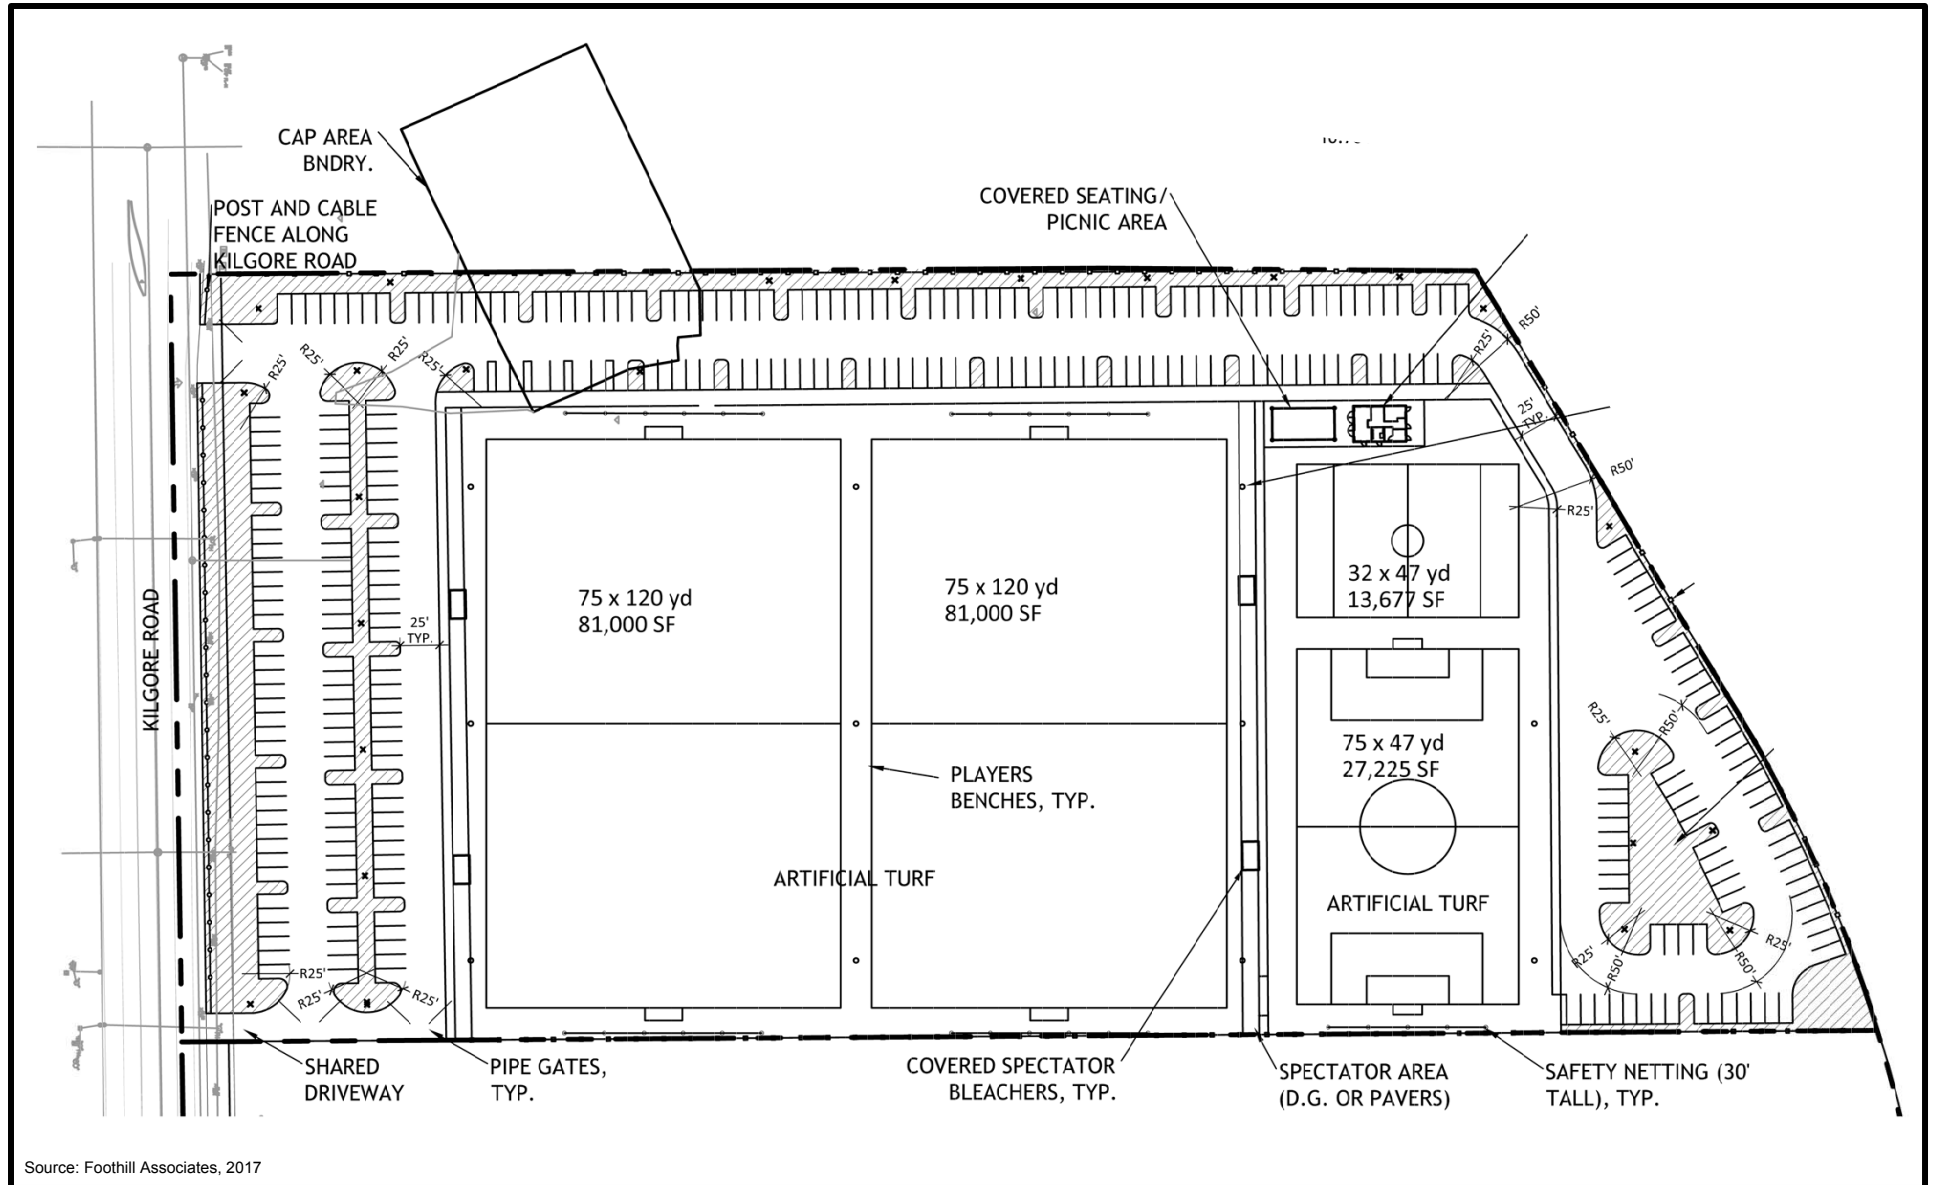 CAP AREA
BNDRY.
POST AND CABLE
FENCE ALONG
KILGORE ROAD
COVERED SEATING/
PICNIC AREA
R50'
R25'
R25'
R25'
R25'
R25'
25'
TYP.
R50'
R25'
KILGORE ROAD
25'
TYP.
75 x 120 yd
81,000 SF
75 x 120 yd
81,000 SF
32 x 47 yd
13,677 SF
75 x 47 yd
27,225 SF
R25'
R50'
PLAYERS
BENCHES, TYP.
ARTIFICIAL TURF
ARTIFICIAL TURF
R25'
R50'
R50'
R25'
R25'
R25'
R25'
SHARED
DRIVEWAY
PIPE GATES,
TYP.
COVERED SPECTATOR
BLEACHERS, TYP.
SPECTATOR AREA
(D.G. OR PAVERS)
SAFETY NETTING (30'
TALL), TYP.
Source: Foothill Associates, 2017